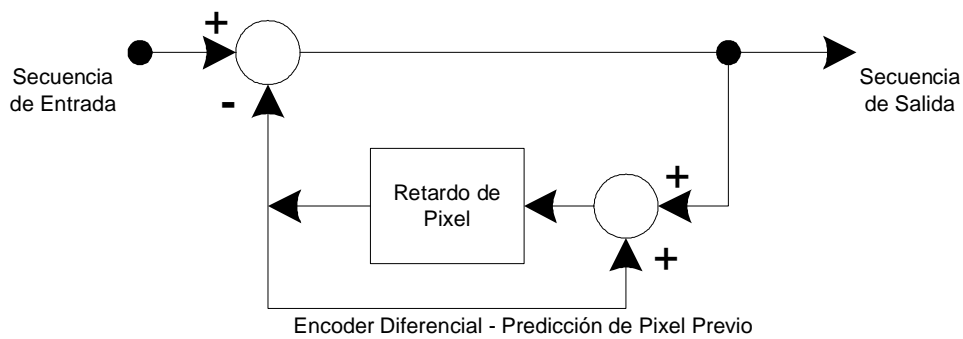 +
Secuencia
de Entrada
-
Secuencia
de Salida
Retardo de
Pixel
+
+
Encoder Diferencial - Predicción de Pixel Previo